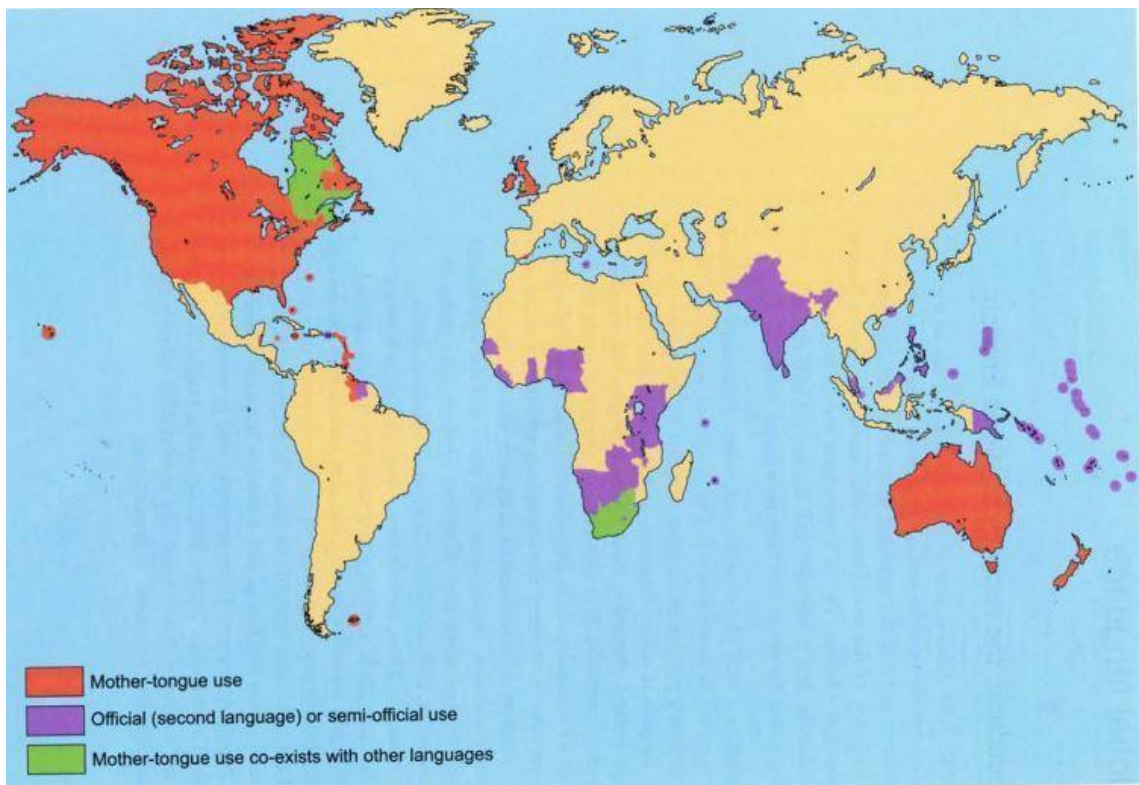 Mother-tongue use
Official (second language) or semi-official use
Mother-tongue use co-exists with other languages